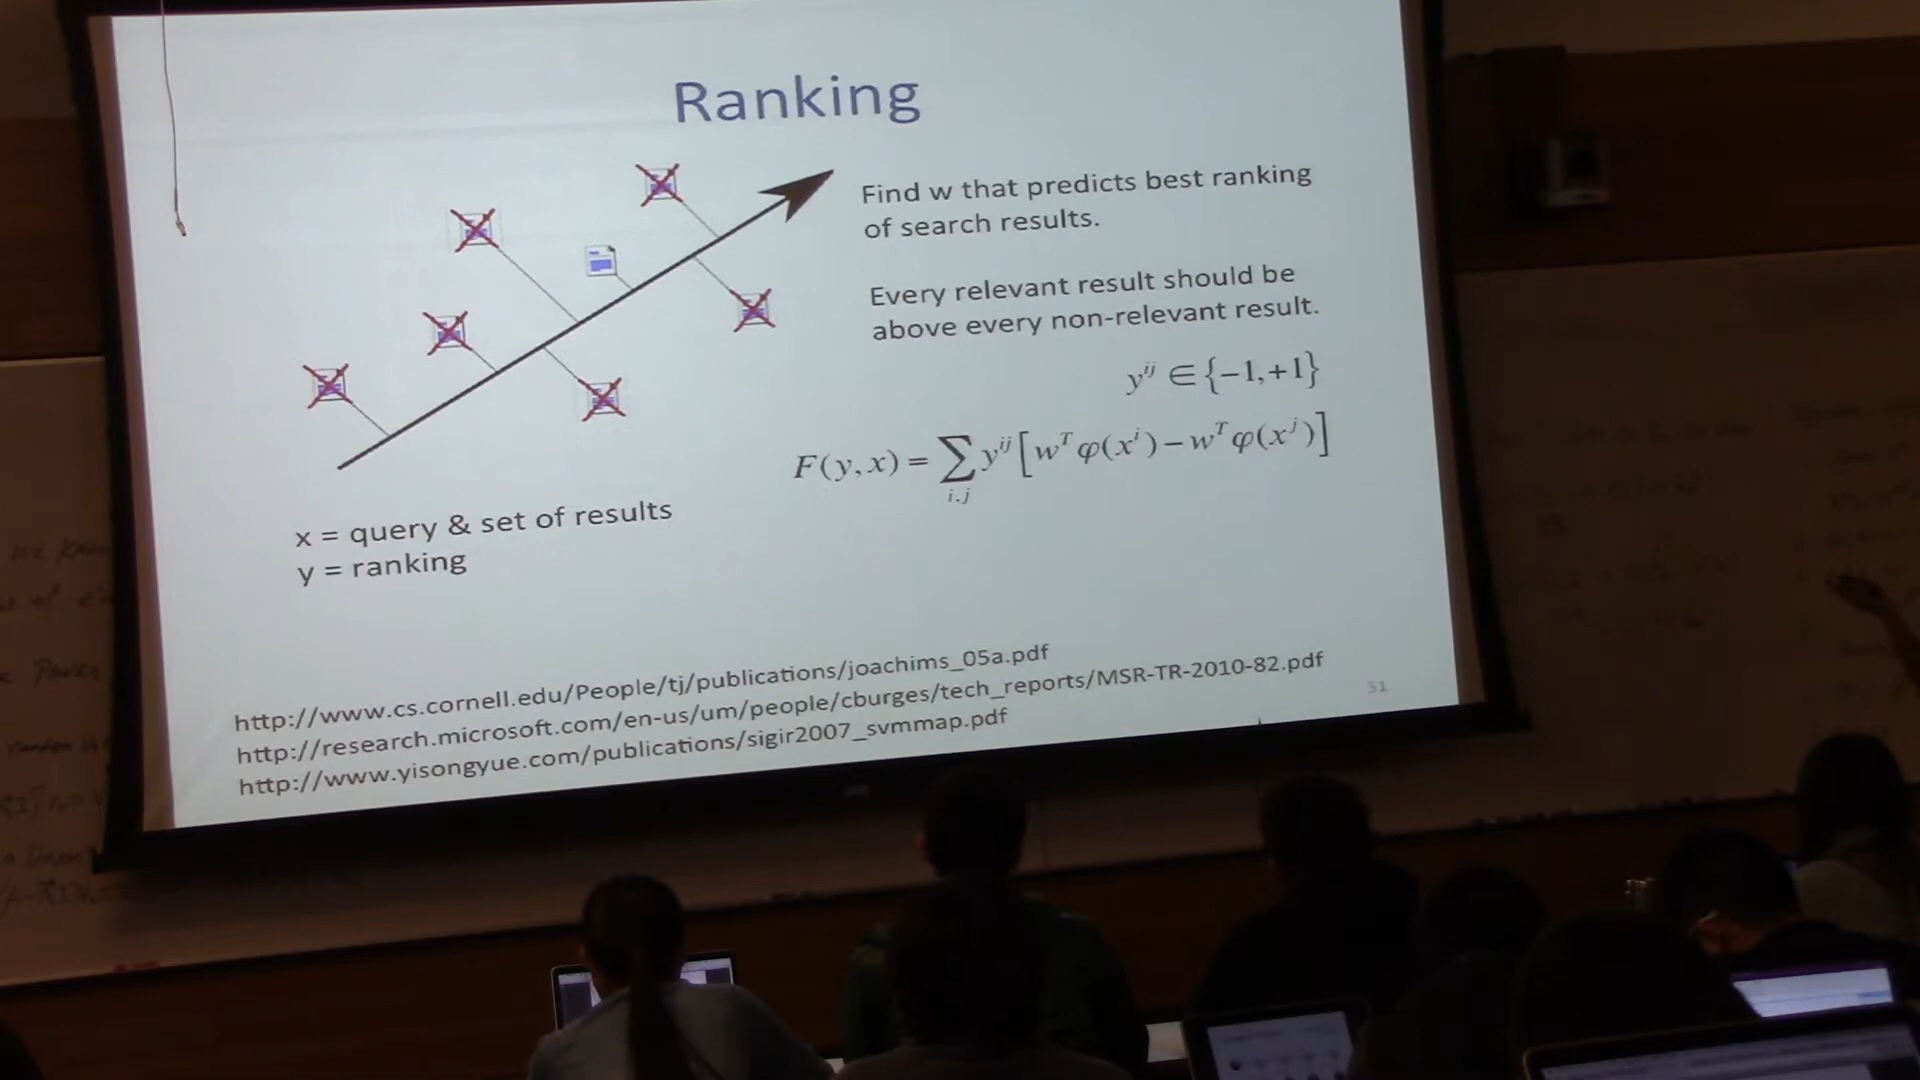 Ranking
Find w that predicts best ranking
of search results.
Every relevant result should be
above every non-relevant result.
y^{ij} ∈ {−1,+1}
F(y,x) = ∑_{i,j} y^{ij} [w^T φ(x^i) − w^T φ(x^j)]
x = query & set of results
y = ranking
http://www.cs.cornell.edu/People/tj/publications/joachims_05a.pdf
http://research.microsoft.com/en-us/um/people/cburges/tech_reports/MSR-TR-2010-82.pdf
http://www.yisongyue.com/publications/sigir2007_svmmap.pdf
51